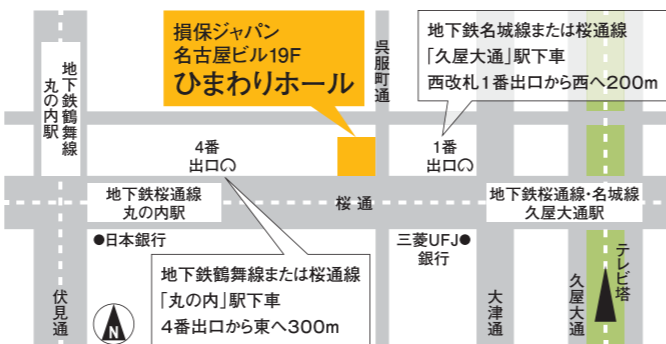 損保ジャパン
名古屋ビル19F
ひまわりホール
地下鉄名城線または桜通線
「久屋大通」駅下車
西改札1番出口から西へ200m
地下鉄鶴舞線
丸の内駅
呉服町通
4番
出口
1番
出口
地下鉄桜通線
丸の内駅
桜通
地下鉄桜通線・名城線
久屋大通駅
●日本銀行
三菱UFJ●
銀行
地下鉄鶴舞線または桜通線
「丸の内」駅下車
4番出口から東へ300m
伏見通
N
大津通
久屋大通
テレビ塔